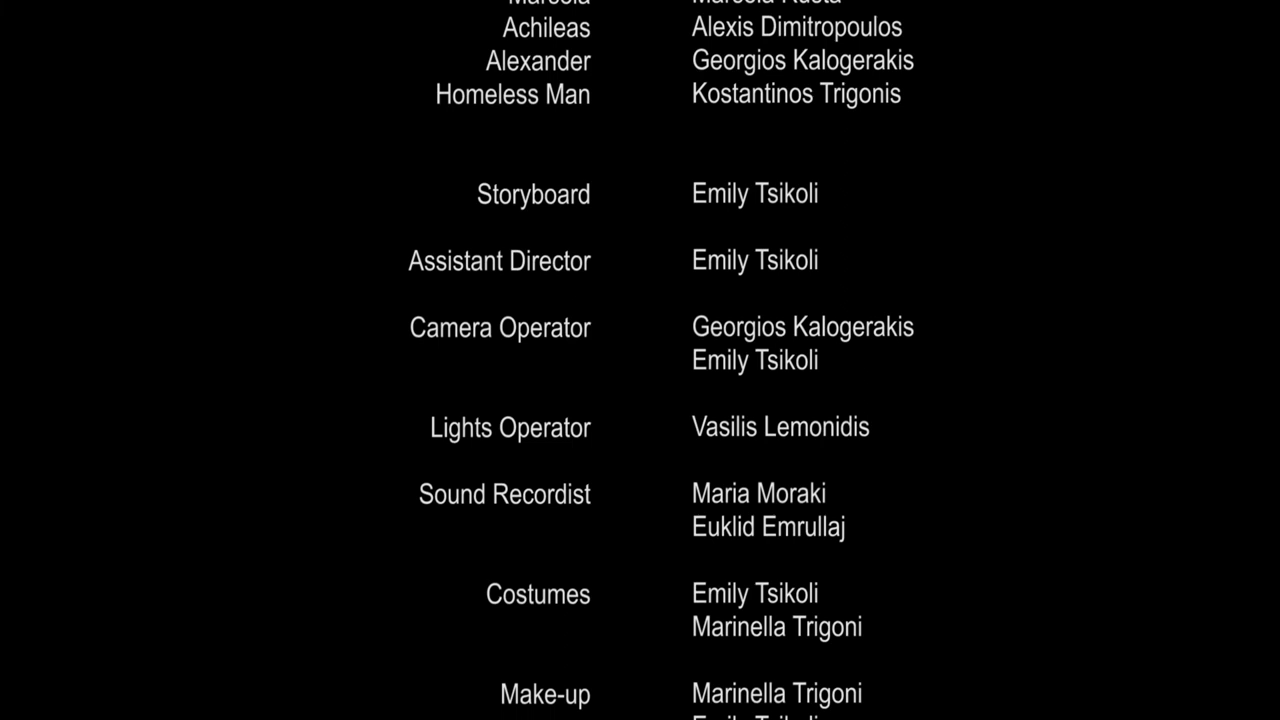 Achileas Alexis Dimitropoulos
Alexander Georgios Kalogerakis
Homeless Man Kostantinos Trigonis
Storyboard Emily Tsikoli
Assistant Director Emily Tsikoli
Camera Operator Georgios Kalogerakis
Emily Tsikoli
Lights Operator Vasilis Lemonidis
Sound Recordist Maria Moraki
Euklid Emrullaj
Costumes Emily Tsikoli
Marinella Trigoni
Make-up Marinella Trigoni